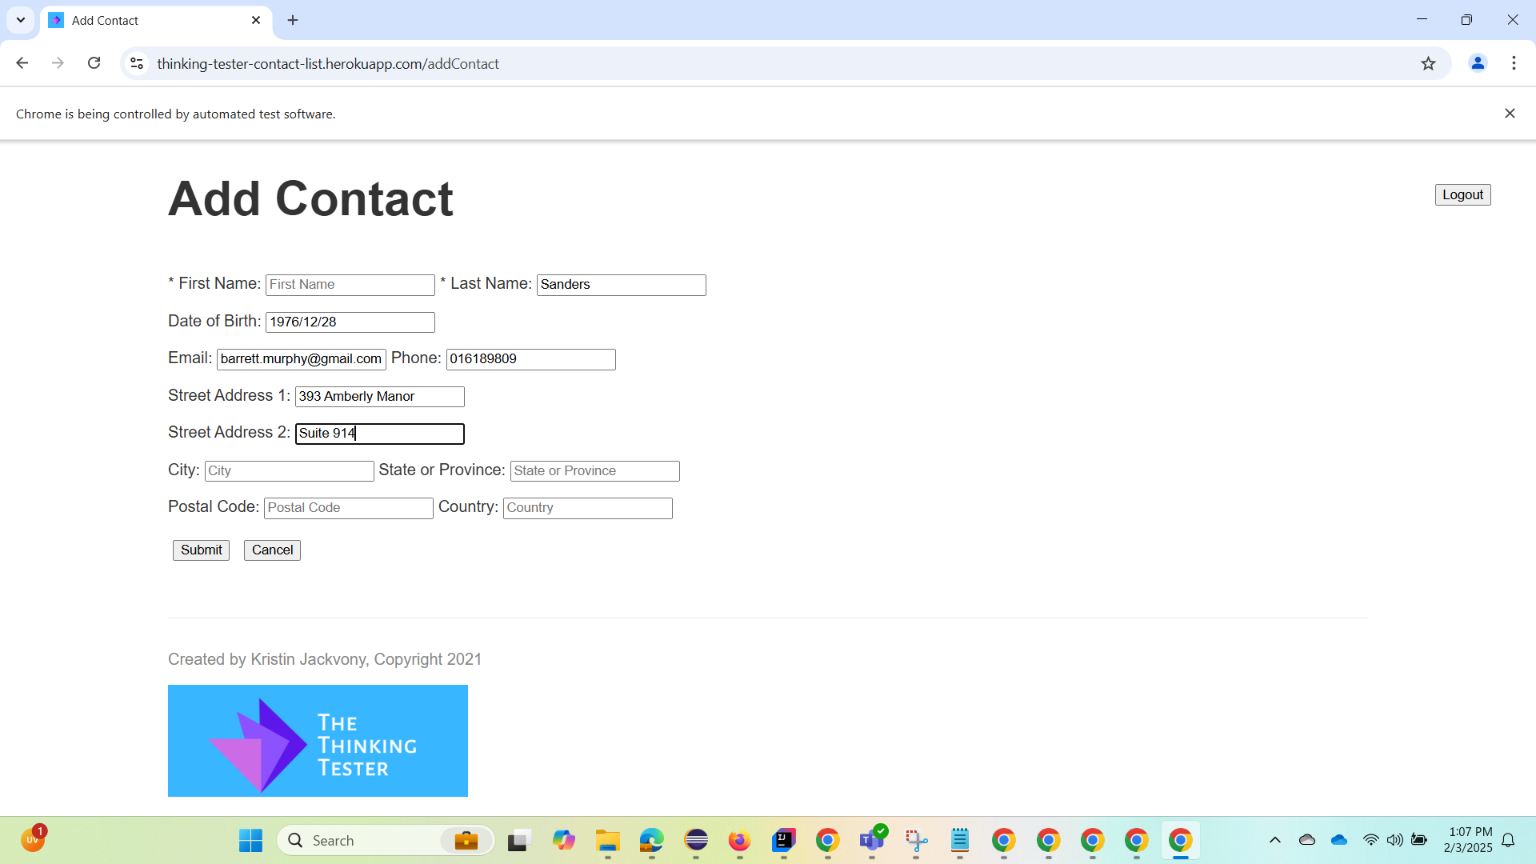 Add Contact
thinking-tester-contact-list.herokuapp.com/addContact
Chrome is being controlled by automated test software.
Add Contact
Logout
* First Name: First Name * Last Name: Sanders
Date of Birth: 1976/12/28
Email: barrett.murphy@gmail.com Phone: 016189809
Street Address 1: 393 Amberly Manor
Street Address 2: Suite 914
City: City State or Province: State or Province
Postal Code: Postal Code Country: Country
Submit Cancel
Created by Kristin Jackvony, Copyright 2021
THE
THINKING
TESTER
UV 1
Search
1:07 PM
2/3/2025